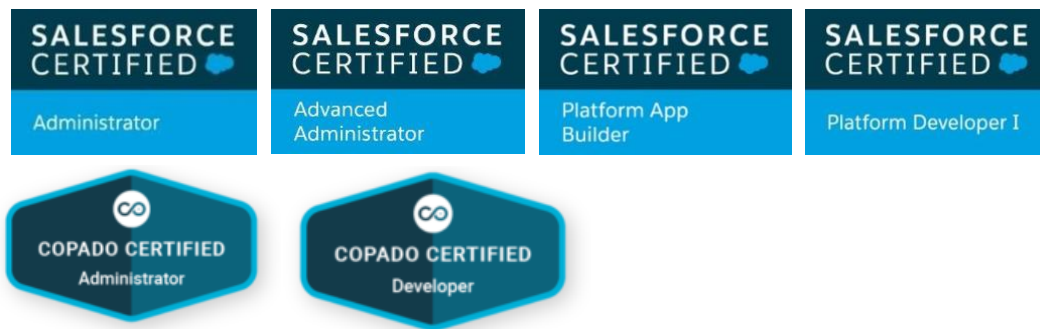 SALESFORCE
CERTIFIED
Administrator
SALESFORCE
CERTIFIED
Advanced
Administrator
SALESFORCE
CERTIFIED
Platform App
Builder
SALESFORCE
CERTIFIED
Platform Developer I
COPADO CERTIFIED
Administrator
COPADO CERTIFIED
Developer